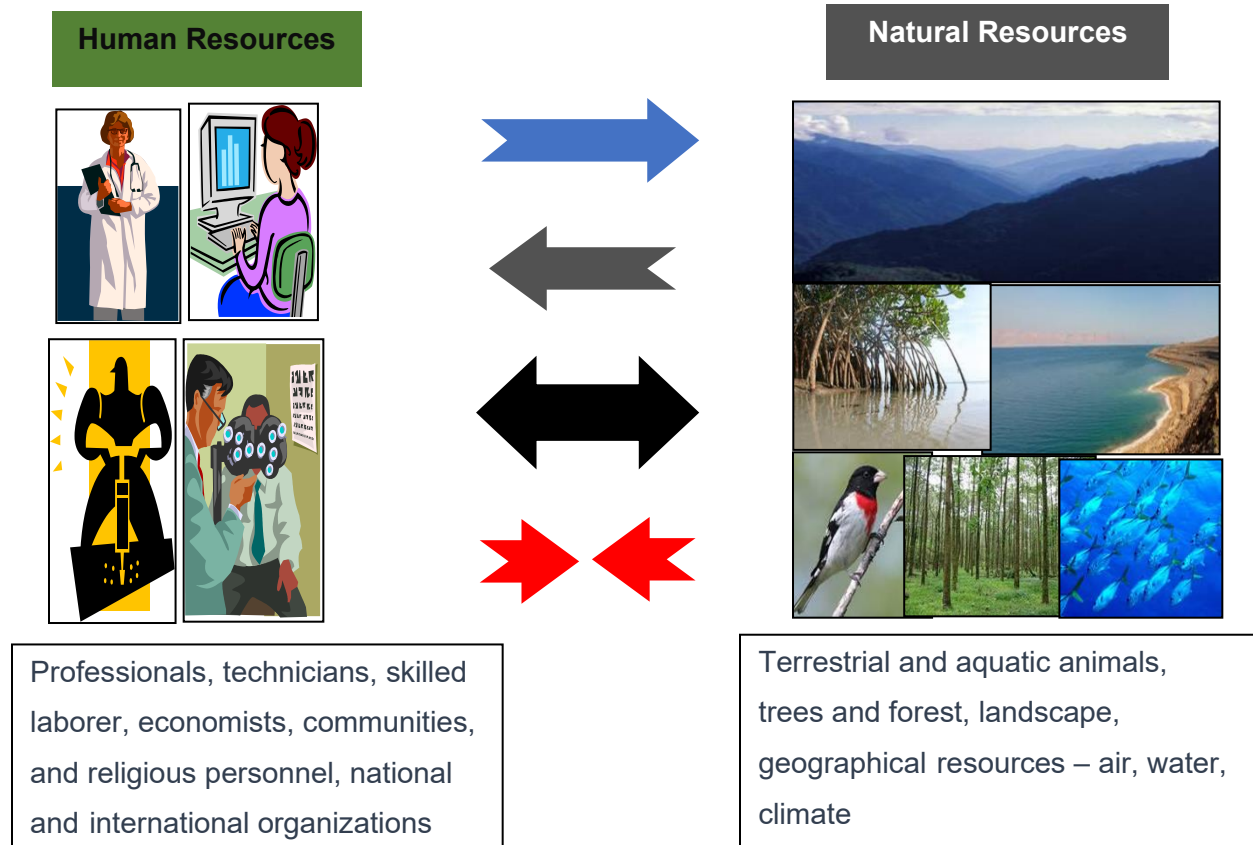 Human Resources
Natural Resources
Professionals, technicians, skilled
laborer, economists, communities,
and religious personnel, national
and international organizations
Terrestrial and aquatic animals,
trees and forest, landscape,
geographical resources – air, water,
climate